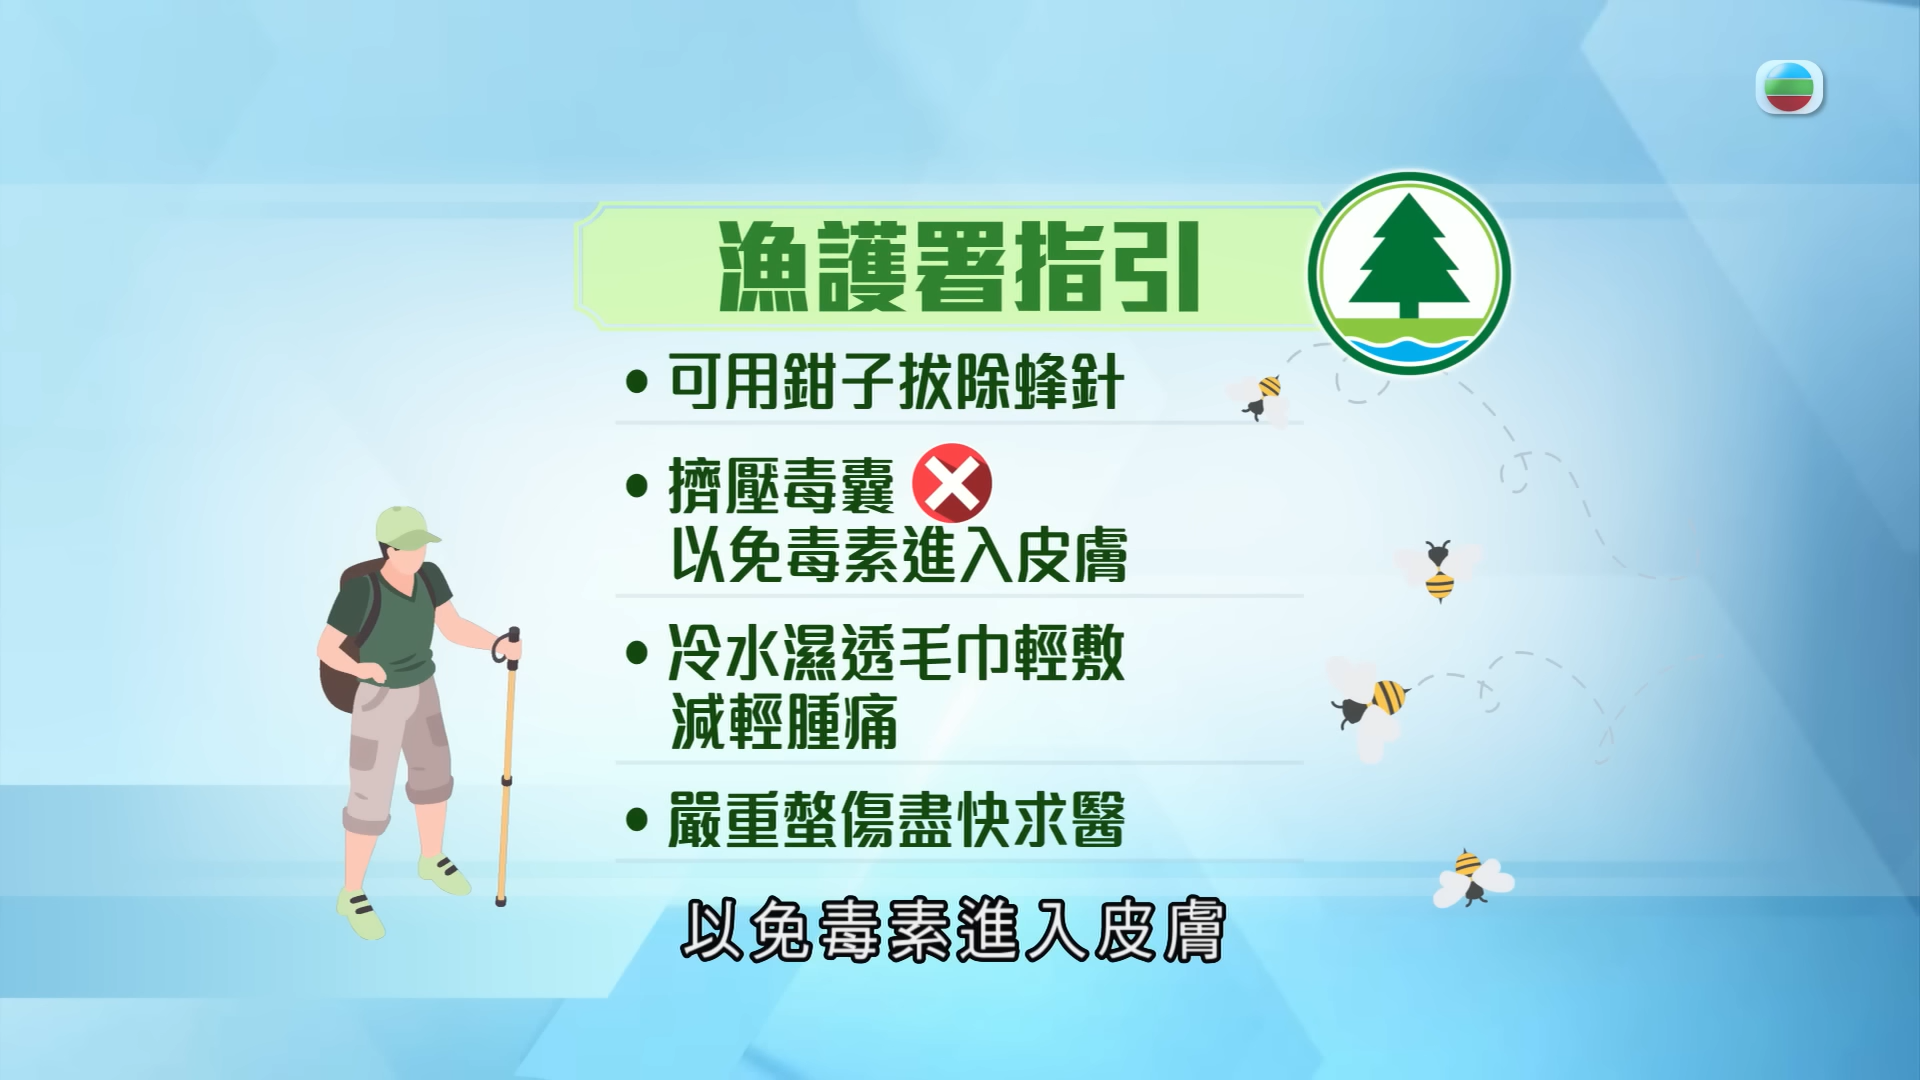 漁護署指引
•可用鉗子拔除蜂針
•擠壓毒囊
以免毒素進入皮膚
•冷水濕透毛巾輕敷
減輕腫痛
•嚴重螫傷盡快求醫
以免毒素進入皮膚